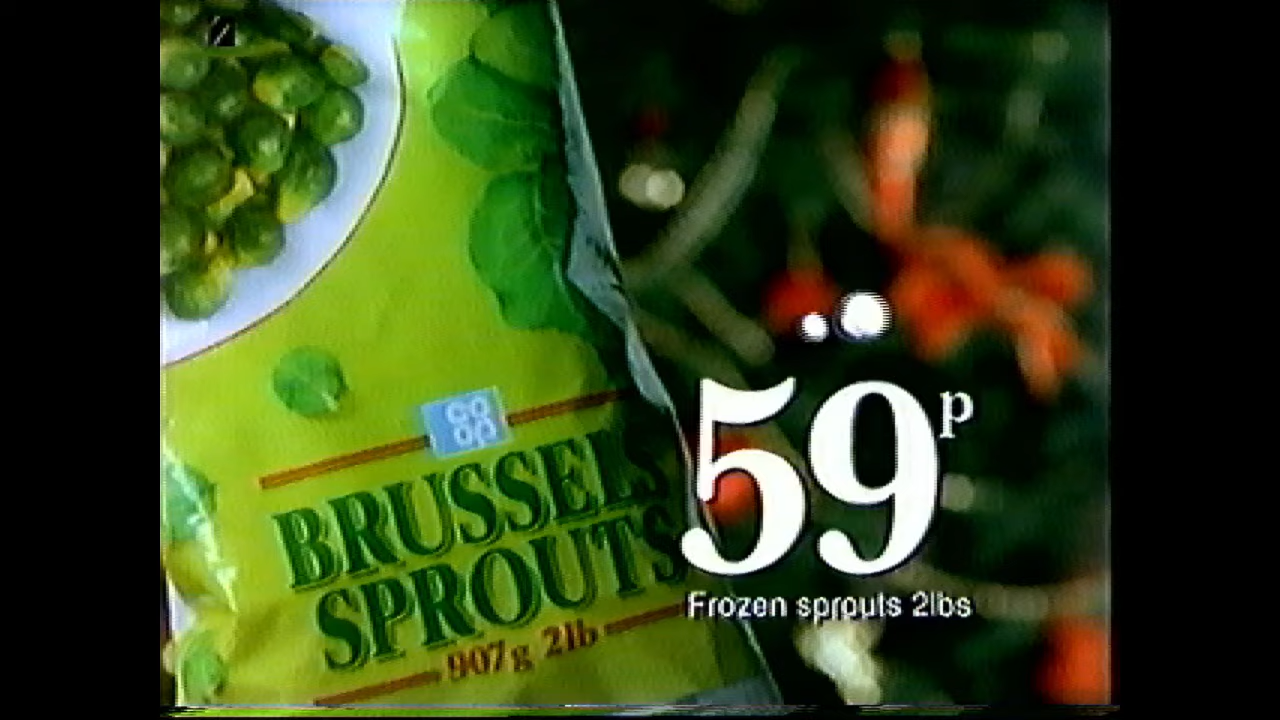 CO
OP
BRUSSELS
SPROUTS
907g 2lb
59p
Frozen sprouts 2lbs